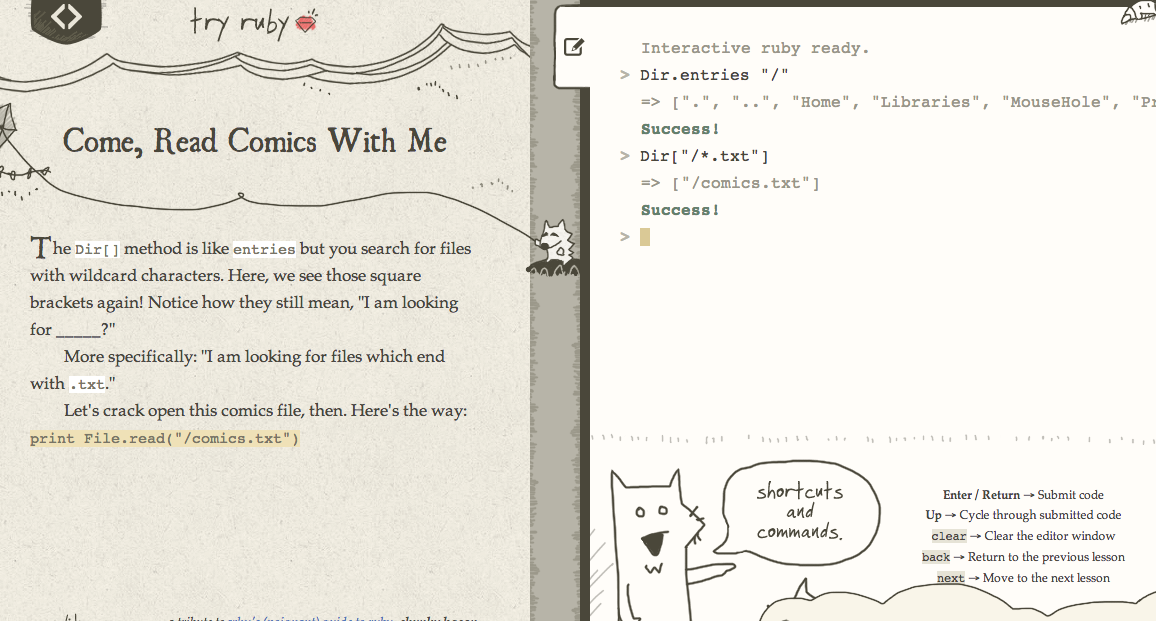 try ruby
Come, Read Comics With Me
The Dir[] method is like entries but you search for files
with wildcard characters. Here, we see those square
brackets again! Notice how they still mean, "I am looking
for _____?"
More specifically: "I am looking for files which end
with .txt."
Let's crack open this comics file, then. Here's the way:
print File.read("/comics.txt")
Interactive ruby ready.
> Dir.entries "/"
=> [".", "..", "Home", "Libraries", "MouseHole", "Pr
Success!
> Dir["/*.txt"]
=> ["/comics.txt"]
Success!
>
shortcuts
and
commands.
Enter / Return → Submit code
Up → Cycle through submitted code
clear → Clear the editor window
back → Return to the previous lesson
next → Move to the next lesson